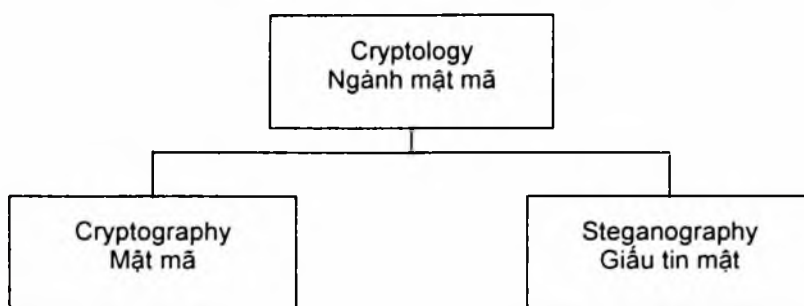 Cryptology
Ngành mật mã
Cryptography
Mật mã
Steganography
Giấu tin mật